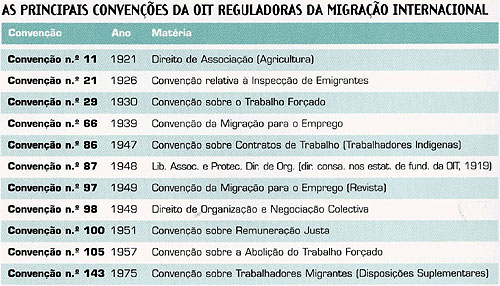 AS PRINCIPAIS CONVENÇÕES DA OIT REGULADORAS DA MIGRAÇÃO INTERNACIONAL
Convenção Ano Matéria
Convenção n.º 11 1921 Direito de Associação (Agricultura)
Convenção n.º 21 1926 Convenção relativa à Inspecção de Emigrantes
Convenção n.º 29 1930 Convenção sobre o Trabalho Forçado
Convenção n.º 66 1939 Convenção da Migração para o Emprego
Convenção n.º 86 1947 Convenção sobre Contratos de Trabalho (Trabalhadores Indígenas)
Convenção n.º 87 1948 Lib. Assoc. e Protec. Dir. de Org. (dir. consa. nos estat. de fund. da OIT, 1919)
Convenção n.º 97 1949 Convenção da Migração para o Emprego (Revista)
Convenção n.º 98 1949 Direito de Organização e Negociação Colectiva
Convenção n.º 100 1951 Convenção sobre Remuneração Justa
Convenção n.º 105 1957 Convenção sobre a Abolição do Trabalho Forçado
Convenção n.º 143 1975 Convenção sobre Trabalhadores Migrantes (Disposições Suplementares)